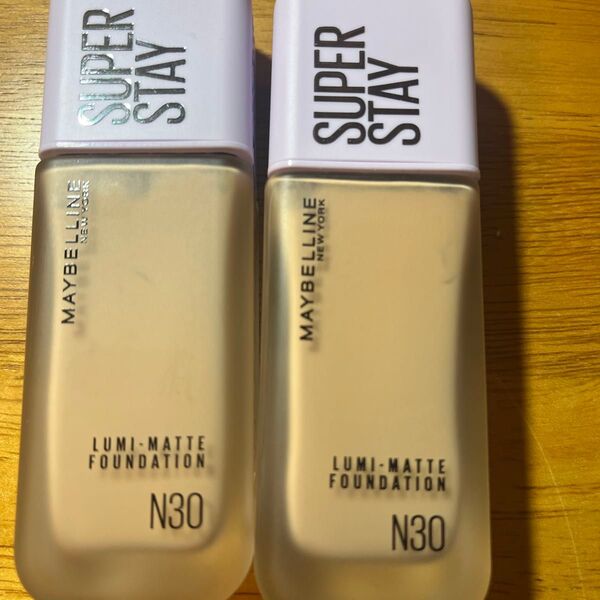 SUPER
STAY
MAYBELLINE
NEW YORK
LUMI-MATTE
FOUNDATION
N30
SUPER
STAY
MAYBELLINE
NEW YORK
LUMI-MATTE
FOUNDATION
N30